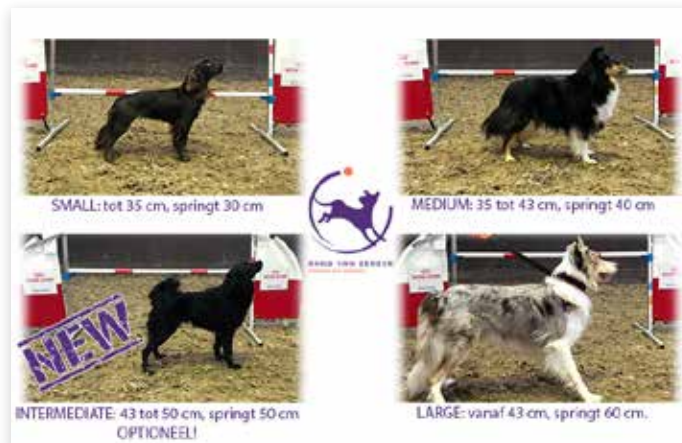 SMALL: tot 35 cm, springt 30 cm
MEDIUM: 35 tot 43 cm, springt 40 cm
NEW
INTERMEDIATE: 43 tot 50 cm, springt 50 cm
OPTIONEEL!
LARGE: vanaf 43 cm, springt 60 cm.